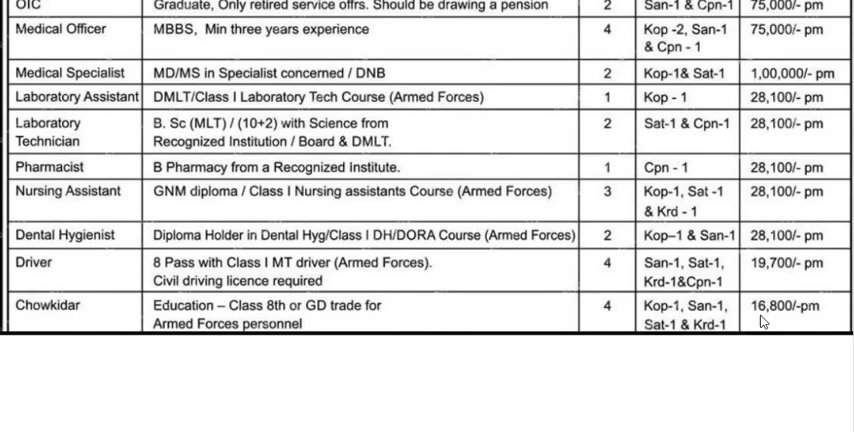 OIC Graduate, Only retired service offrs. Should be drawing a pension 2 San-1 & Cpn-1 75,000/- pm
Medical Officer MBBS, Min three years experience 4 Kop -2, San-1 75,000/- pm
& Cpn - 1
Medical Specialist MD/MS in Specialist concerned / DNB 2 Kop-1& Sat-1 1,00,000/- pm
Laboratory Assistant DMLT/Class I Laboratory Tech Course (Armed Forces) 1 Kop - 1 28,100/- pm
Laboratory B. Sc (MLT) / (10+2) with Science from 2 Sat-1 & Cpn-1 28,100/- pm
Technician Recognized Institution / Board & DMLT.
Pharmacist B Pharmacy from a Recognized Institute. 1 Cpn - 1 28,100/- pm
Nursing Assistant GNM diploma / Class I Nursing assistants Course (Armed Forces) 3 Kop-1, Sat -1 28,100/- pm
& Krd - 1
Dental Hygienist Diploma Holder in Dental Hyg/Class I DH/DORA Course (Armed Forces) 2 Kop–1 & San-1 28,100/- pm
Driver 8 Pass with Class I MT driver (Armed Forces). 4 San-1, Sat-1, 19,700/- pm
Civil driving licence required Krd-1&Cpn-1
Chowkidar Education – Class 8th or GD trade for 4 Kop-1, San-1, 16,800/-pm
Armed Forces personnel Sat-1 & Krd-1